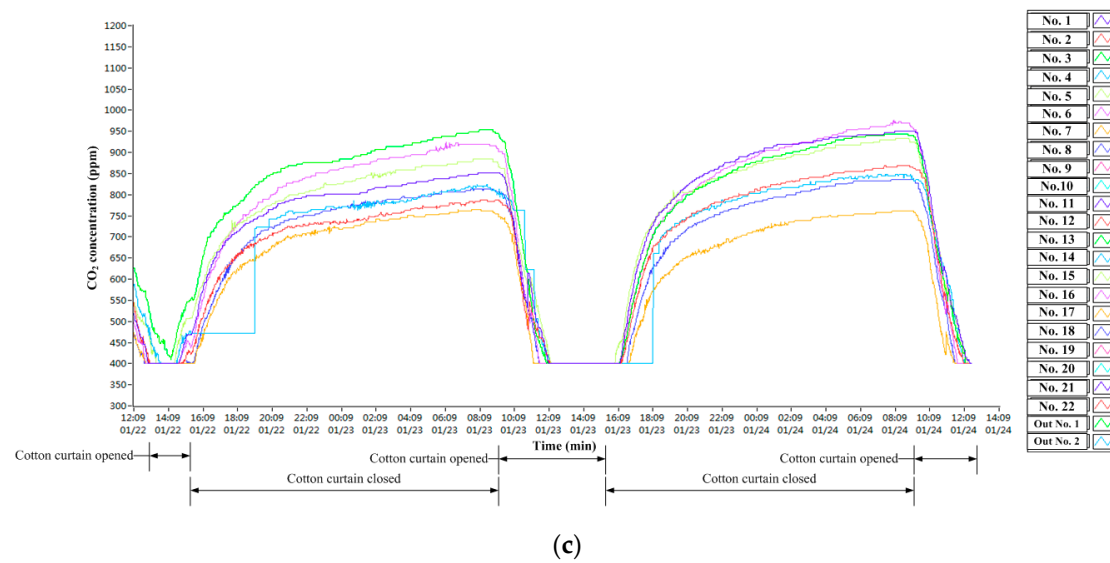 1200
1150
1100
1050
1000
950
900
850
800
750
700
650
600
550
500
450
400
350
300
CO₂ concentration (ppm)
12:09 14:09 16:09 18:09 20:09 22:09 00:09 02:09 04:09 06:09 08:09 10:09 12:09 14:09 16:09 18:09 20:09 22:09 00:09 02:09 04:09 06:09 08:09 10:09 12:09 14:09
01/22 01/22 01/22 01/22 01/22 01/22 01/23 01/23 01/23 01/23 01/23 01/23 01/23 01/23 01/23 01/23 01/23 01/23 01/24 01/24 01/24 01/24 01/24 01/24 01/24 01/24
Time (min)
Cotton curtain opened
Cotton curtain opened
Cotton curtain opened
Cotton curtain closed
Cotton curtain closed
No. 1
No. 2
No. 3
No. 4
No. 5
No. 6
No. 7
No. 8
No. 9
No.10
No. 11
No. 12
No. 13
No. 14
No. 15
No. 16
No. 17
No. 18
No. 19
No. 20
No. 21
No. 22
Out No. 1
Out No. 2
(c)